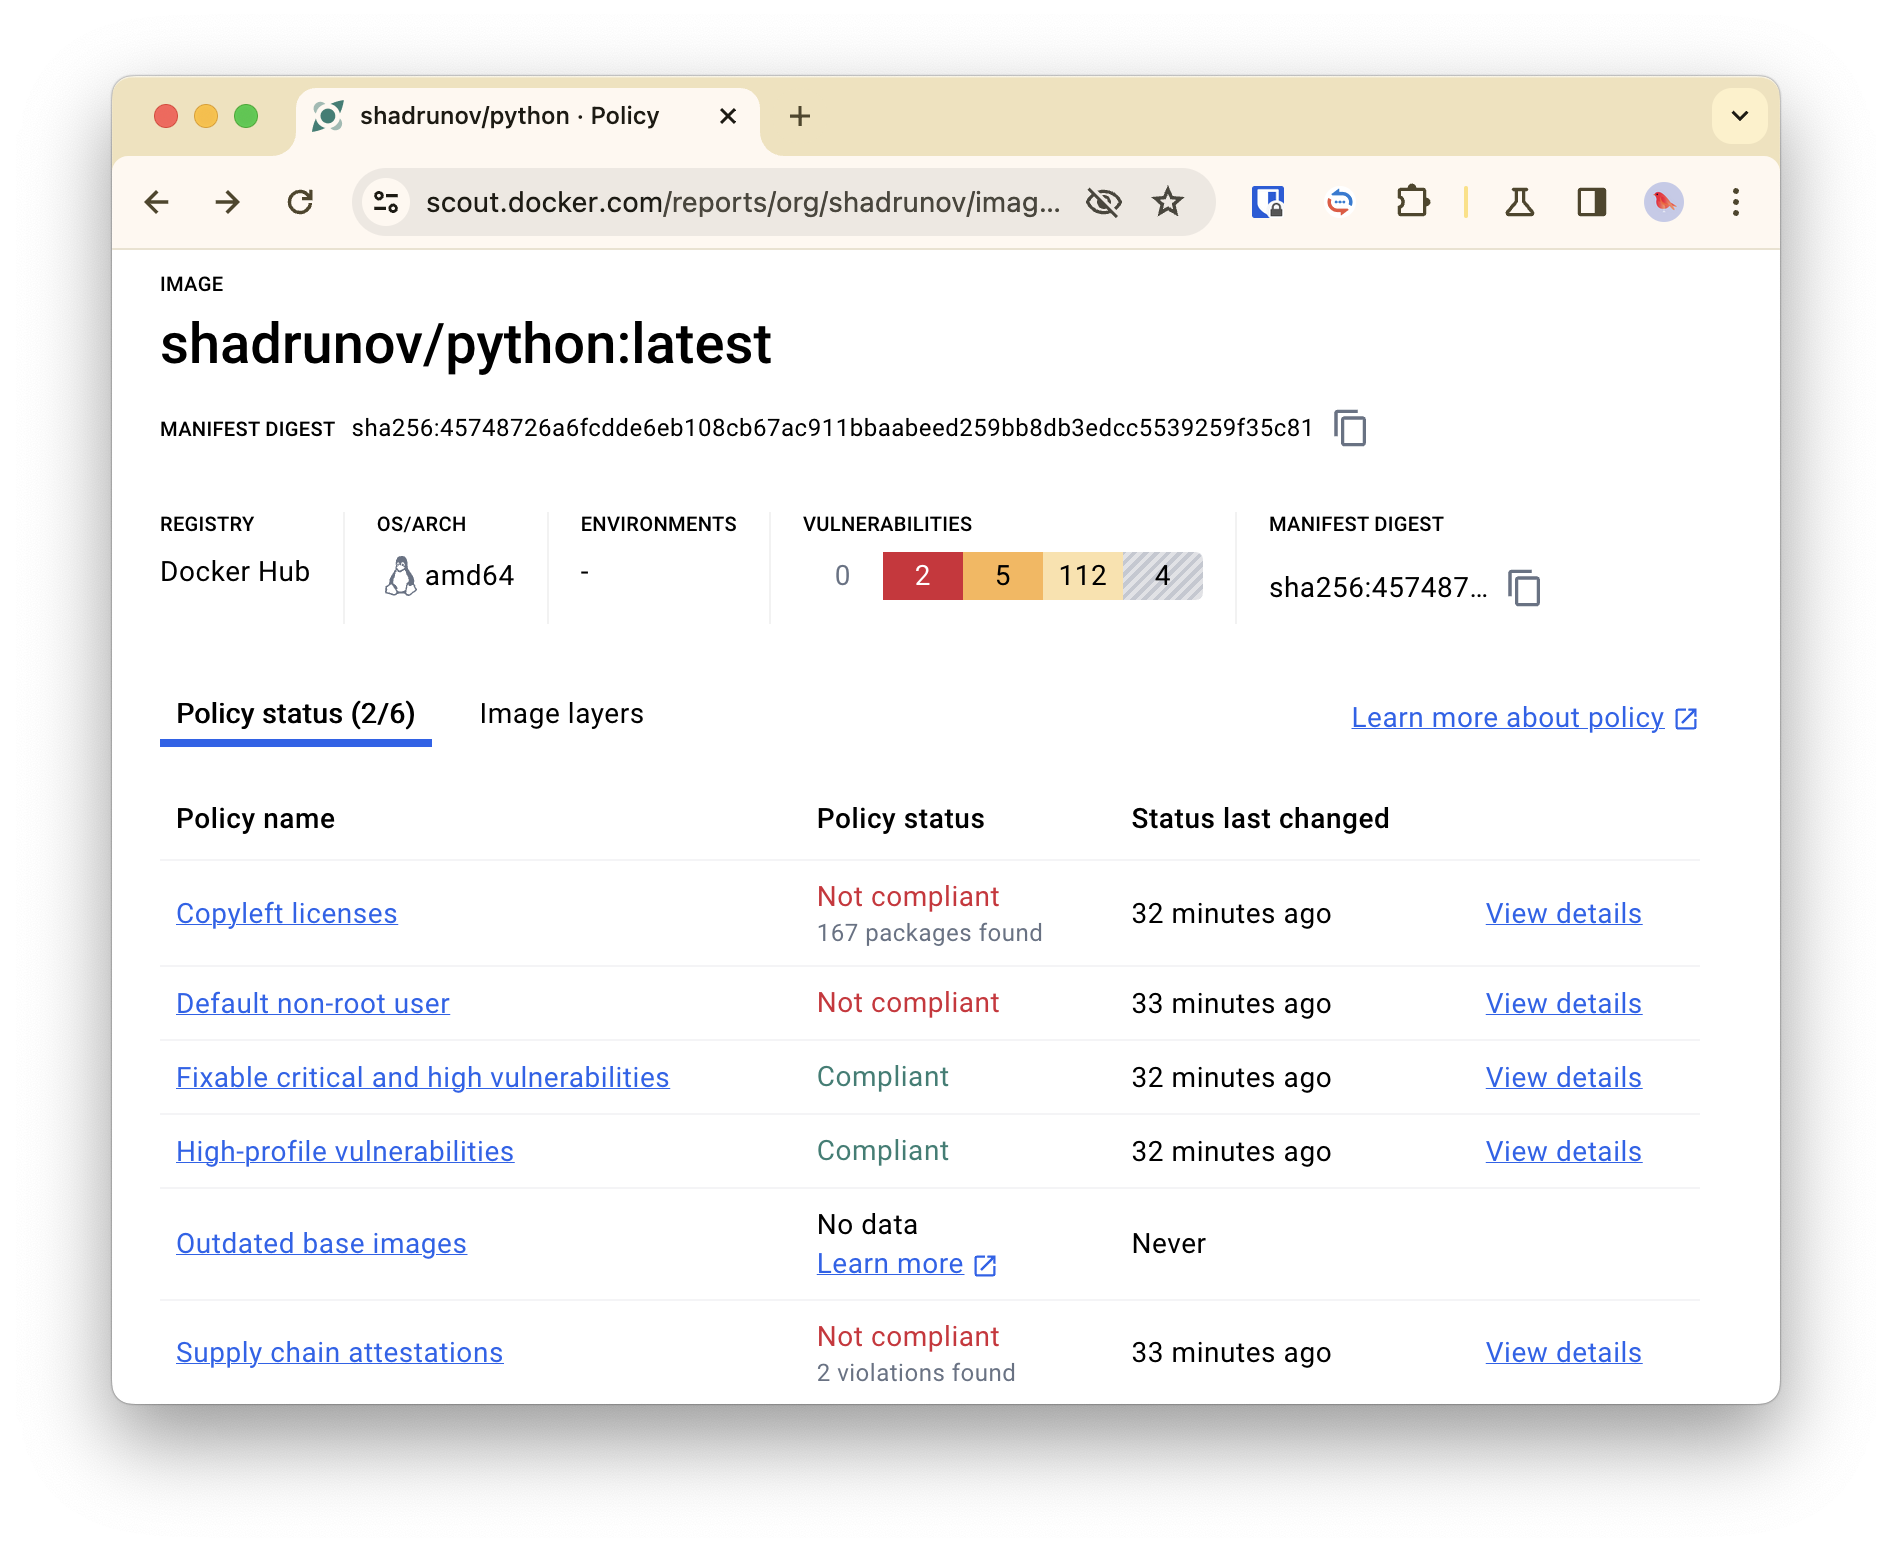 shadrunov/python · Policy
scout.docker.com/reports/org/shadrunov/imag...
IMAGE
shadrunov/python:latest
MANIFEST DIGEST sha256:45748726a6fcdde6eb108cb67ac911bbaabeed259bb8db3edcc5539259f35c81
REGISTRY OS/ARCH ENVIRONMENTS VULNERABILITIES MANIFEST DIGEST
Docker Hub amd64 - 0 2 5 112 4 sha256:457487...
Policy status (2/6) Image layers Learn more about policy
Policy name Policy status Status last changed
Copyleft licenses Not compliant 32 minutes ago View details
167 packages found
Default non-root user Not compliant 33 minutes ago View details
Fixable critical and high vulnerabilities Compliant 32 minutes ago View details
High-profile vulnerabilities Compliant 32 minutes ago View details
Outdated base images No data Never
Learn more
Supply chain attestations Not compliant 33 minutes ago View details
2 violations found